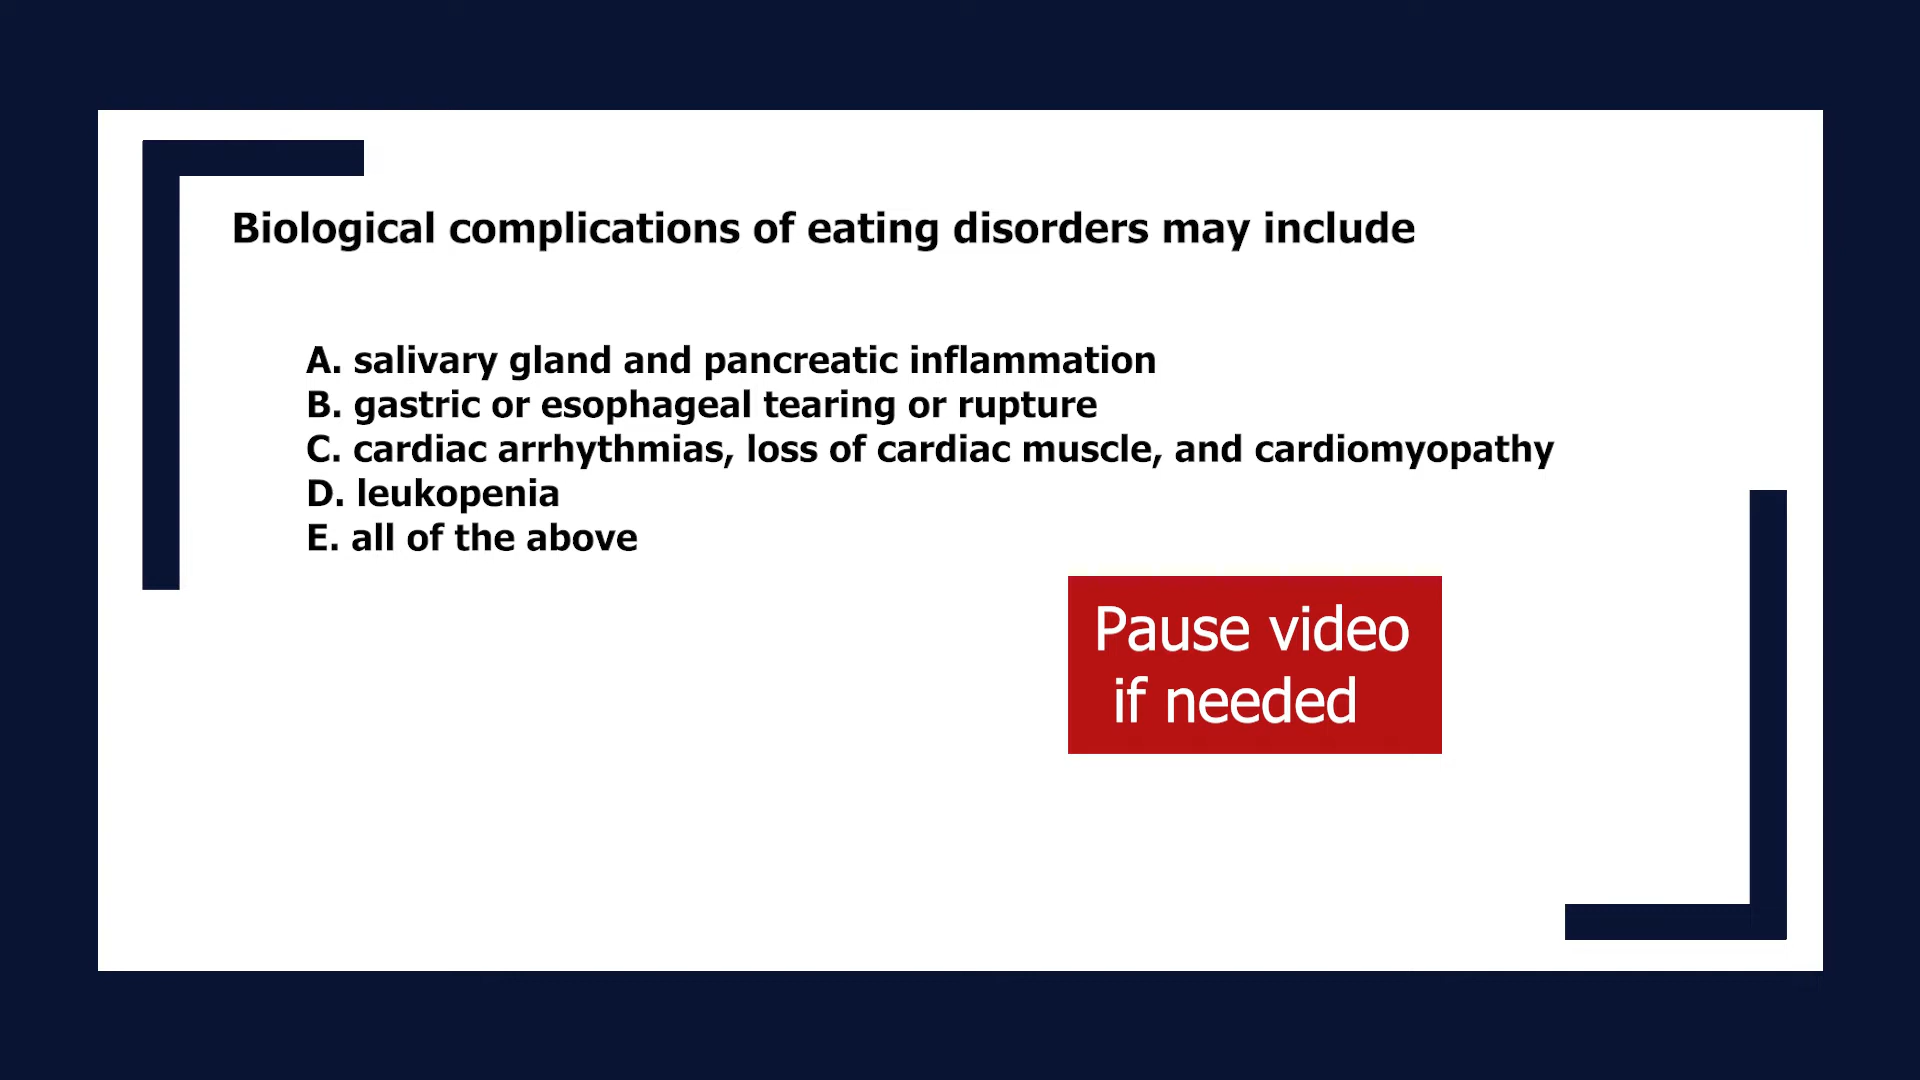 Biological complications of eating disorders may include
A. salivary gland and pancreatic inflammation
B. gastric or esophageal tearing or rupture
C. cardiac arrhythmias, loss of cardiac muscle, and cardiomyopathy
D. leukopenia
E. all of the above
Pause video
if needed